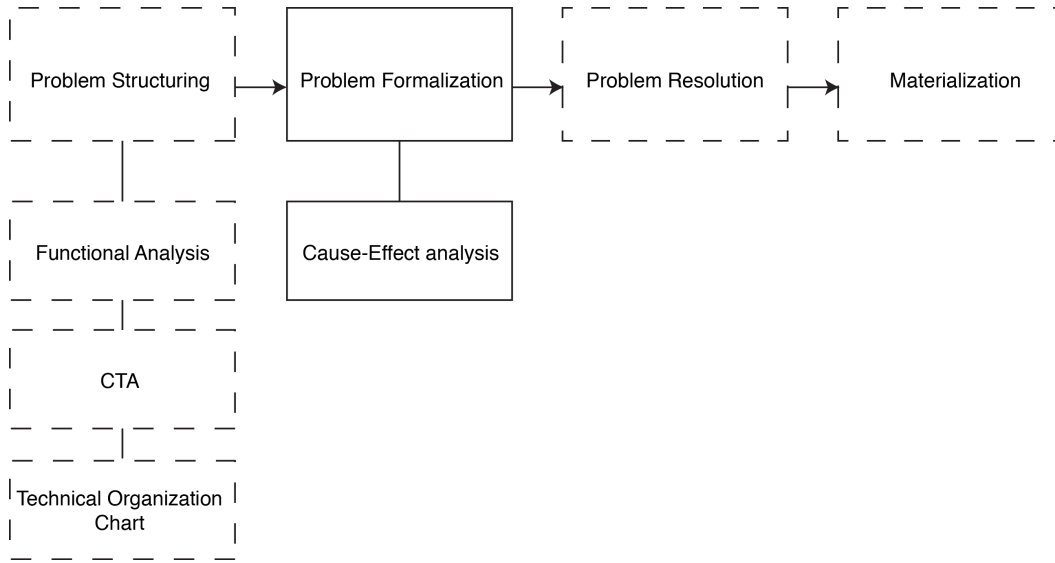 Problem Structuring
Problem Formalization
Problem Resolution
Materialization
Functional Analysis
Cause-Effect analysis
CTA
Technical Organization
Chart